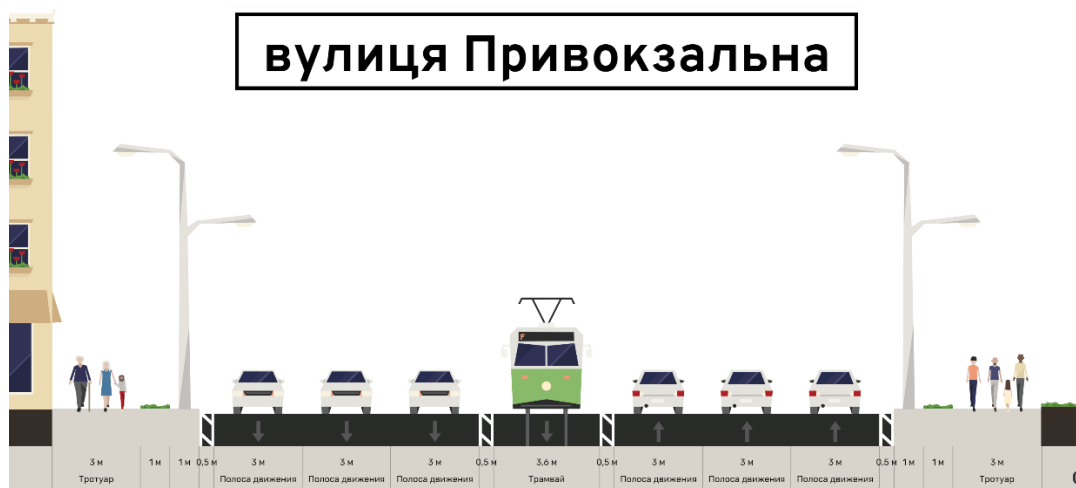 вулиця Привокзальна
3 м 1 м 1 м 0,5 м 3 м 3 м 3 м 0,5 м 3,6 м 0,5 м 3 м 3 м 3 м 0,5 м 1 м 1 м 3 м
Тротуар Полоса движения Полоса движения Полоса движения Трамвай Полоса движения Полоса движения Полоса движения Тротуар